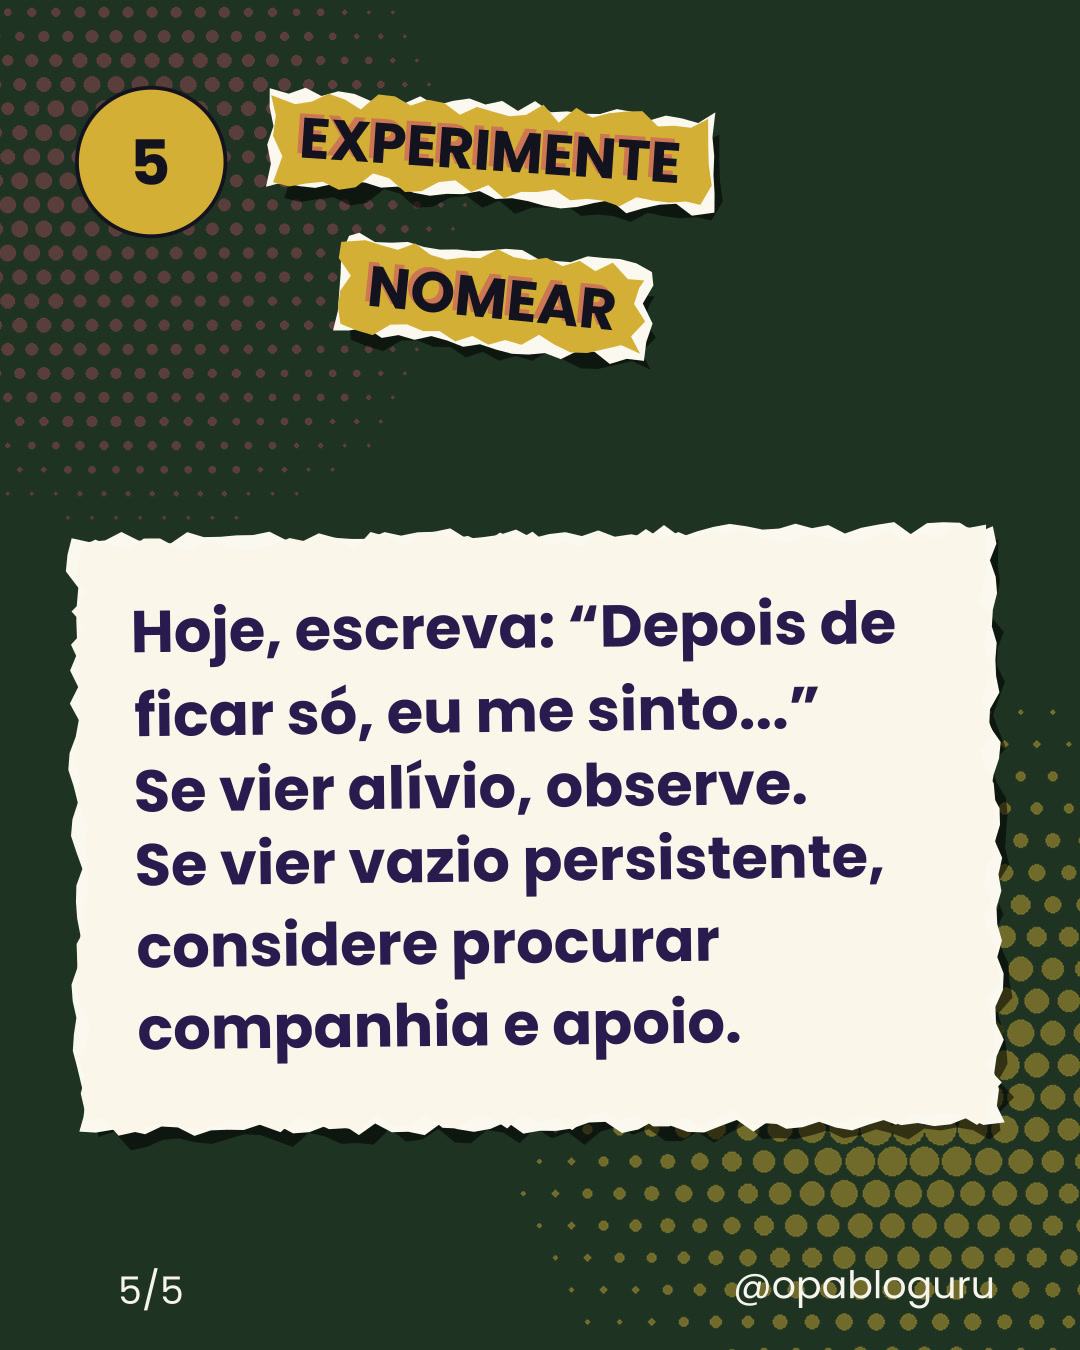 5
EXPERIMENTE
NOMEAR
Hoje, escreva: “Depois de
ficar só, eu me sinto...”
Se vier alívio, observe.
Se vier vazio persistente,
considere procurar
companhia e apoio.
5/5
@opabloguru